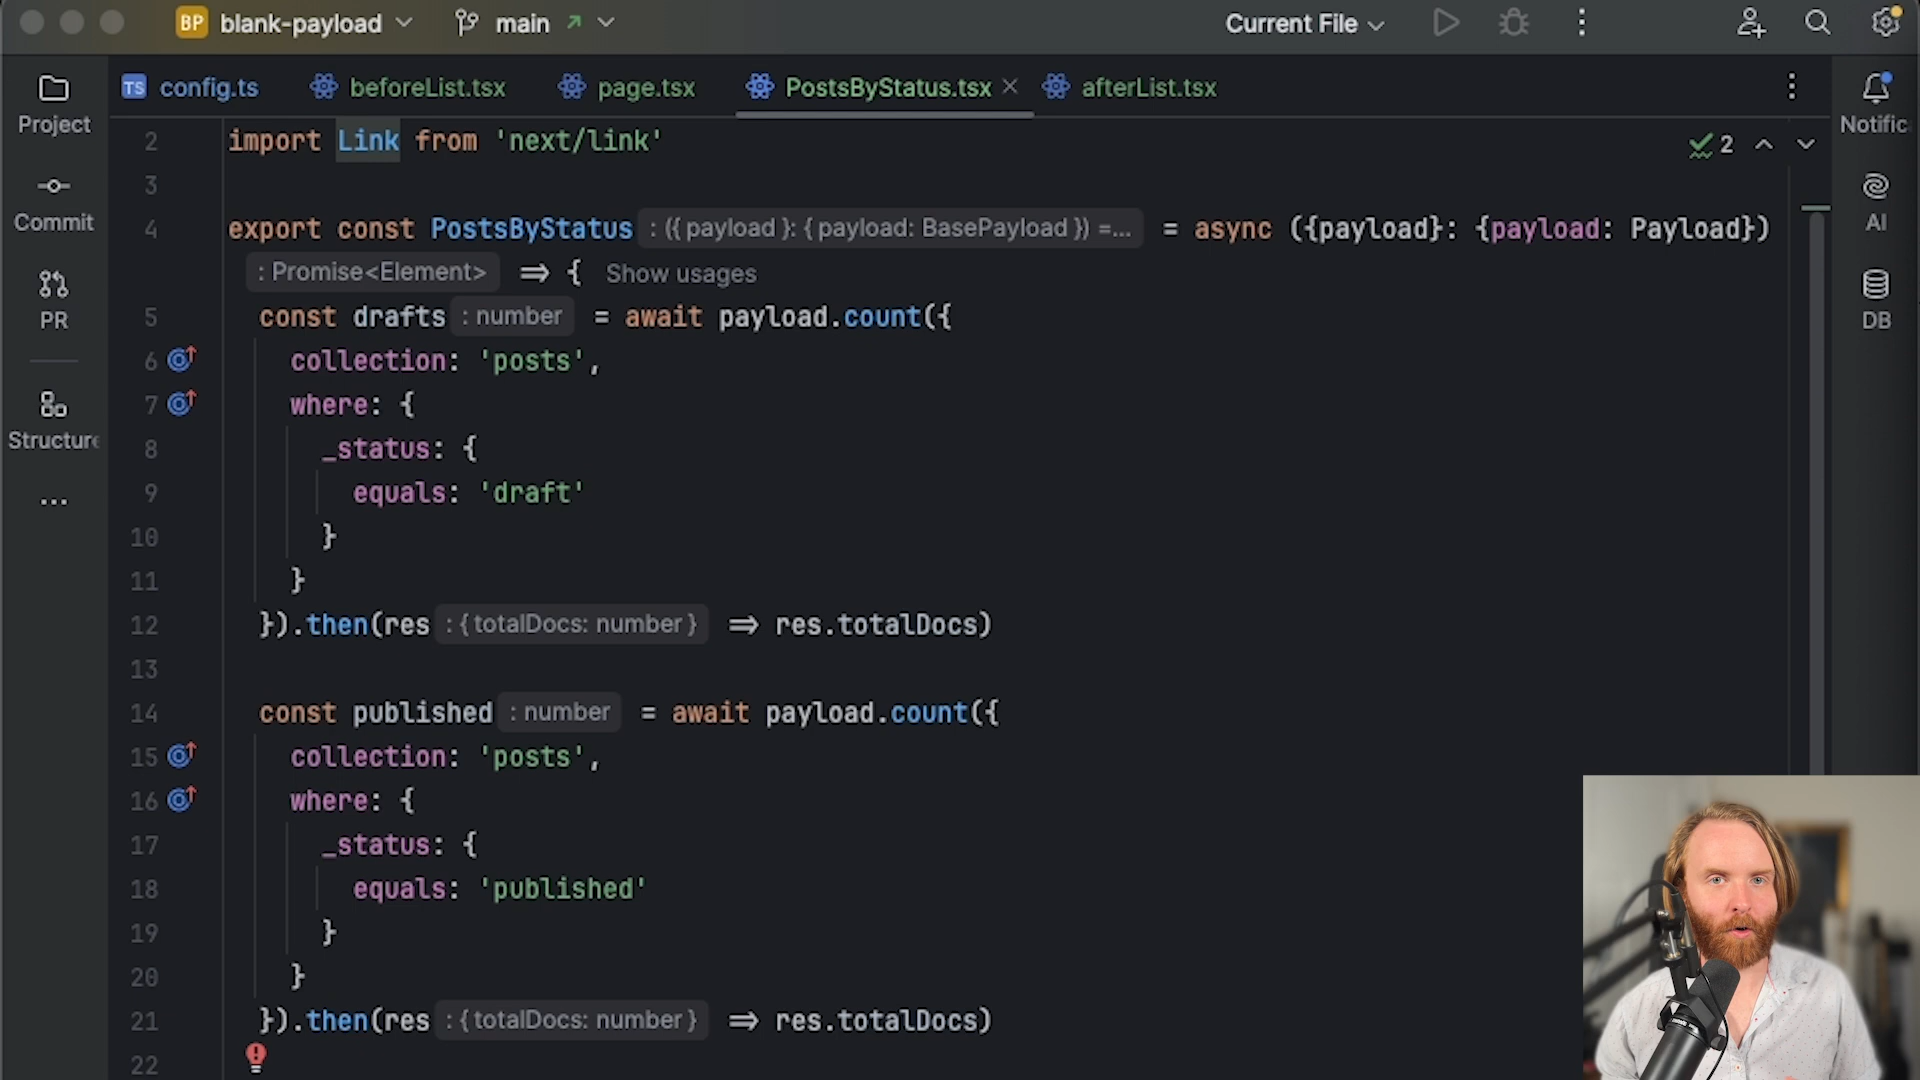 BP blank-payload main Current File
config.ts beforeList.tsx page.tsx PostsByStatus.tsx afterList.tsx
Project
Commit
PR
Structure
Notific
AI
DB
2
2 import Link from 'next/link'
3
4 export const PostsByStatus : ({ payload }: { payload: BasePayload }) =... = async ({payload}: {payload: Payload})
: Promise<Element> => { Show usages
5 const drafts : number = await payload.count({
6 collection: 'posts',
7 where: {
8 _status: {
9 equals: 'draft'
10 }
11 }
12 }).then(res : { totalDocs: number } => res.totalDocs)
13
14 const published : number = await payload.count({
15 collection: 'posts',
16 where: {
17 _status: {
18 equals: 'published'
19 }
20 }
21 }).then(res : { totalDocs: number } => res.totalDocs)
22